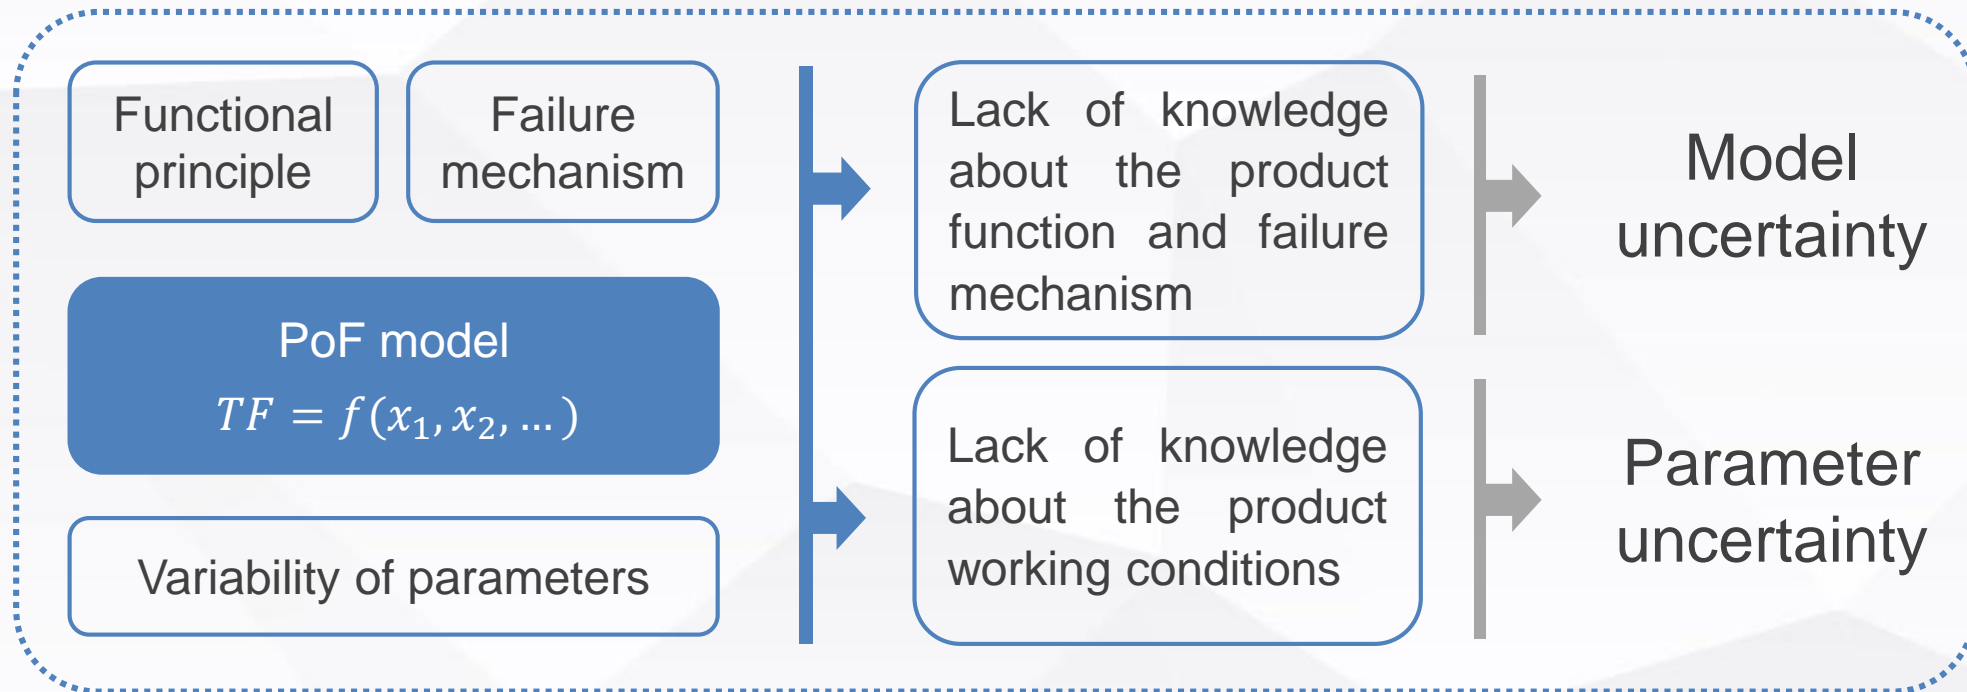 Functional
principle
Failure
mechanism
PoF model
TF = f(x₁, x₂, … )
Variability of parameters
Lack of knowledge
about the product
function and failure
mechanism
Lack of knowledge
about the product
working conditions
Model
uncertainty
Parameter
uncertainty